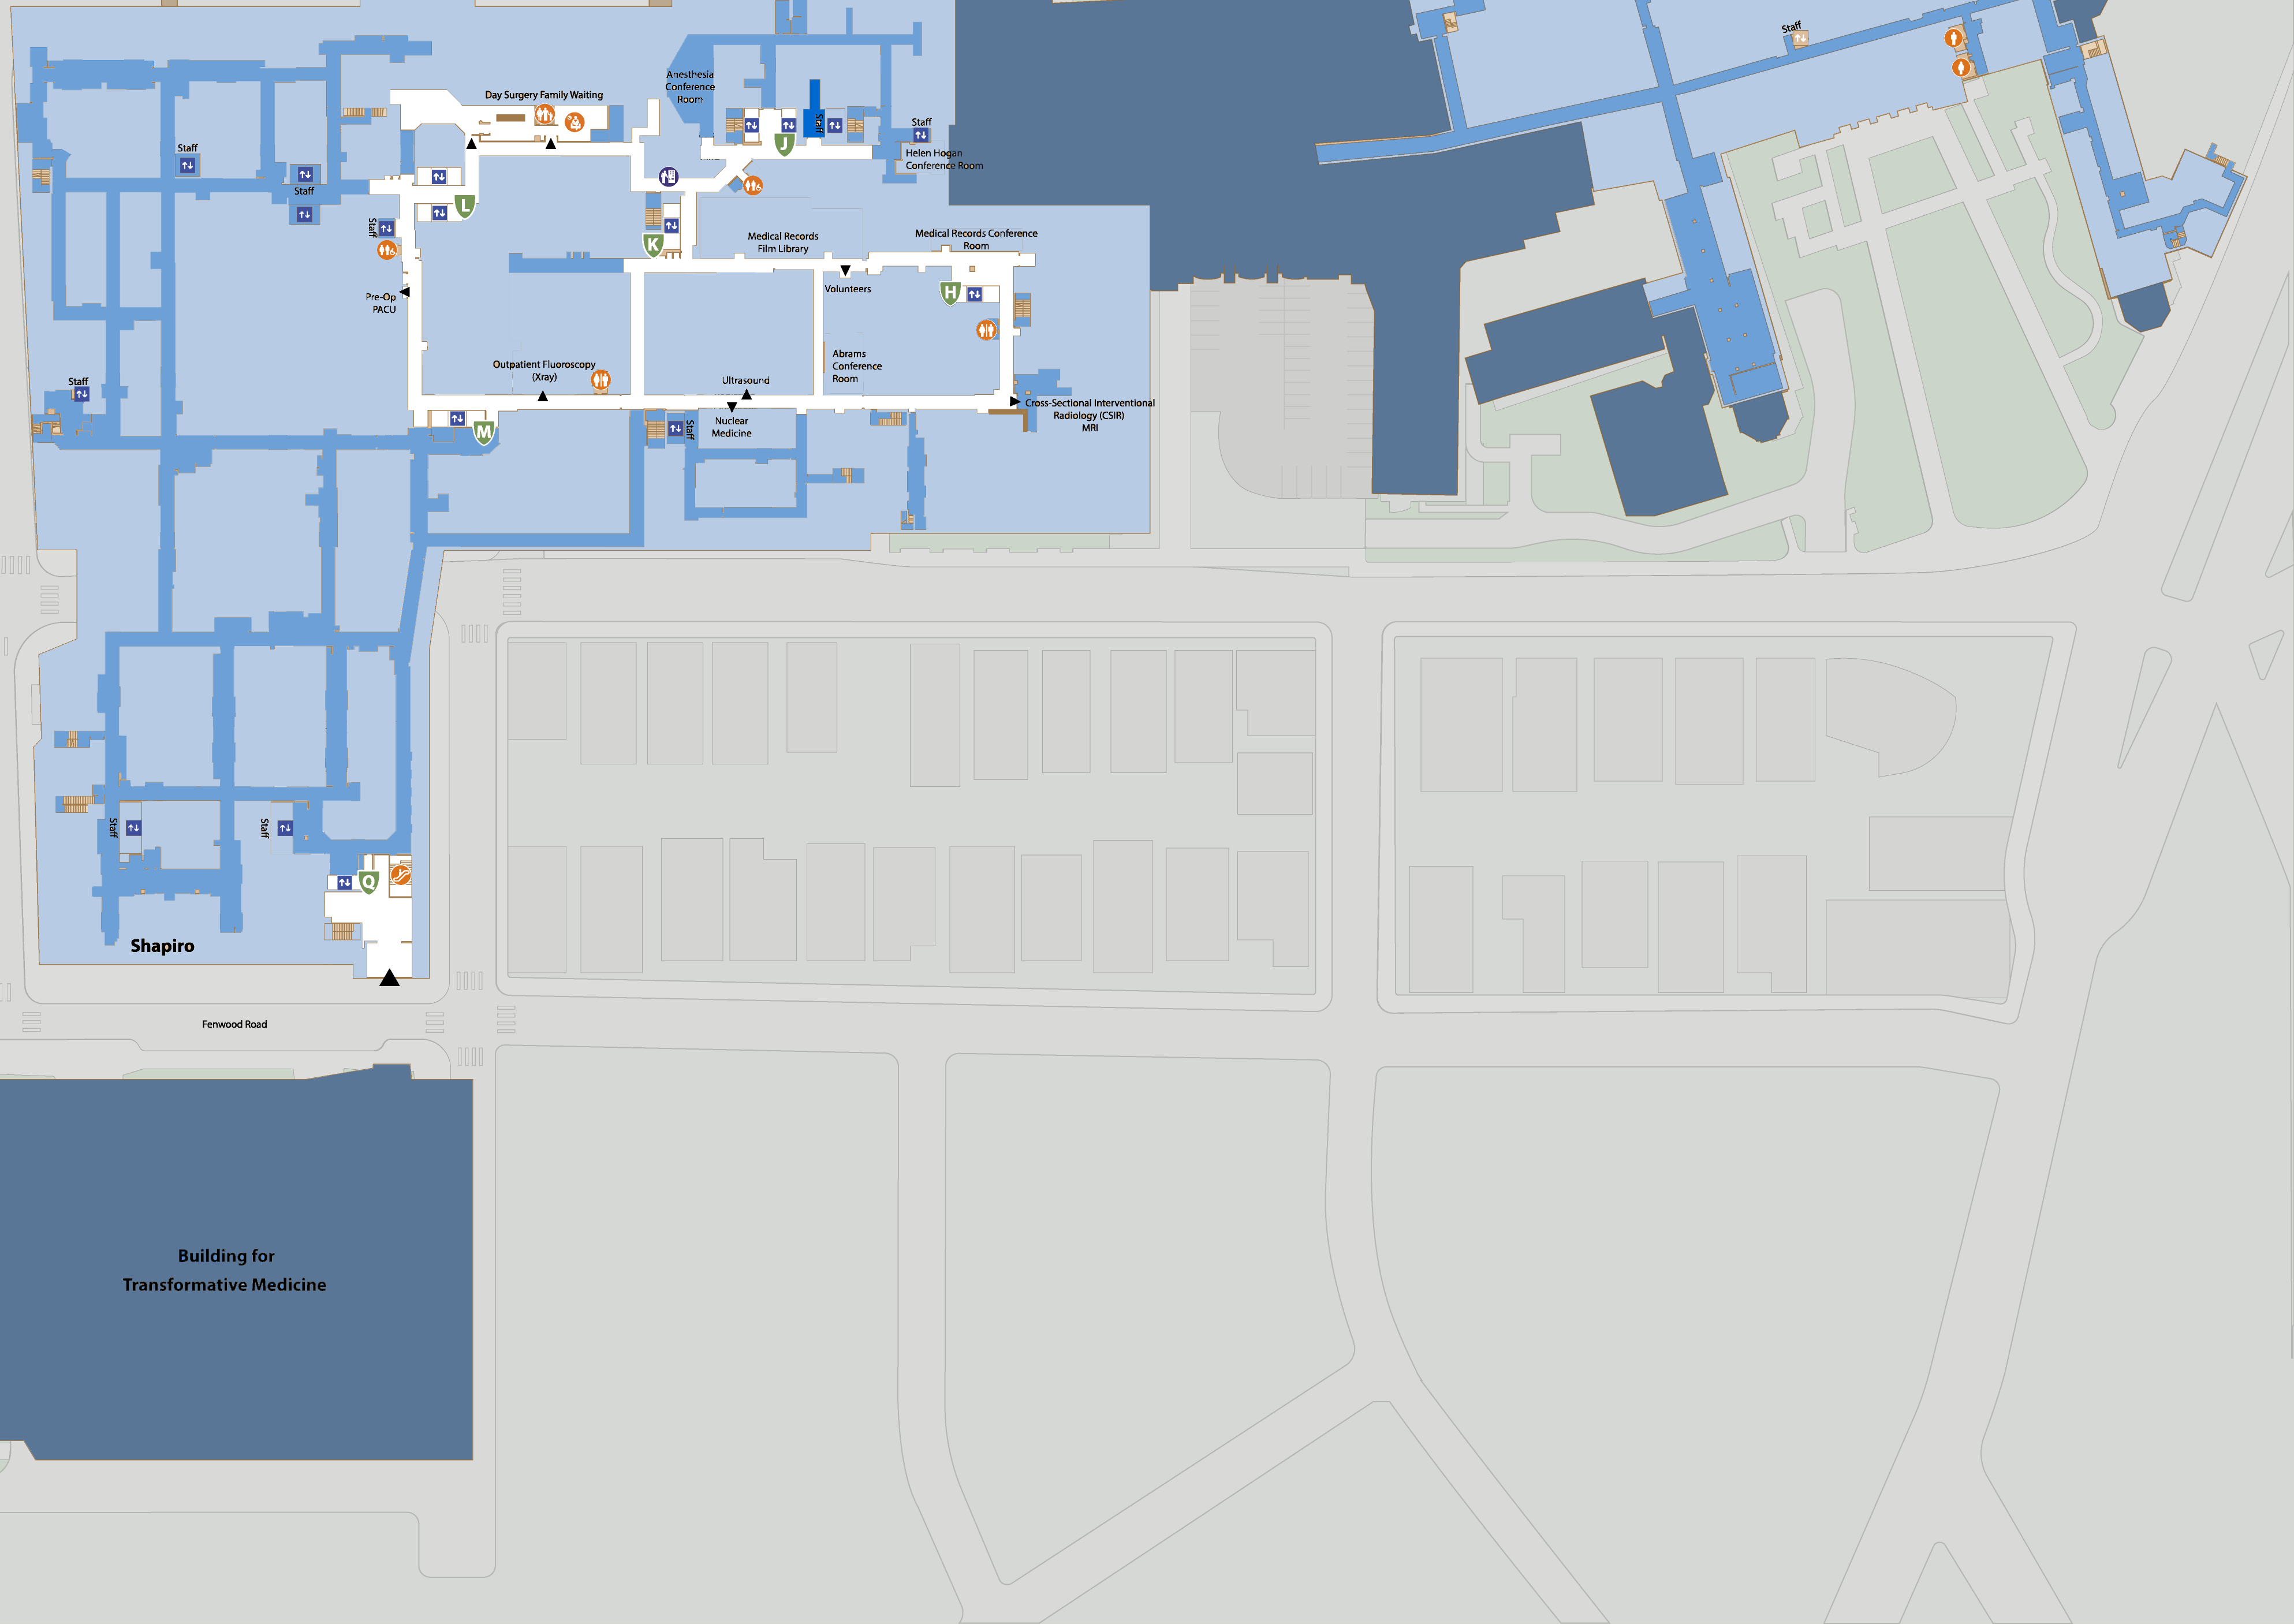 Staff
Anesthesia
Conference
Room
Day Surgery Family Waiting
Staff
Staff
J
Helen Hogan
Conference Room
Staff
Staff
L
Staff
K
Medical Records
Film Library
Medical Records Conference
Room
Volunteers
H
Pre-Op
PACU
Outpatient Fluoroscopy
(Xray)
Abrams
Conference
Room
Ultrasound
Staff
Cross-Sectional Interventional
Radiology (CSIR)
MRI
M
Staff
Nuclear
Medicine
Staff
Staff
Q
Shapiro
Fenwood Road
Building for
Transformative Medicine